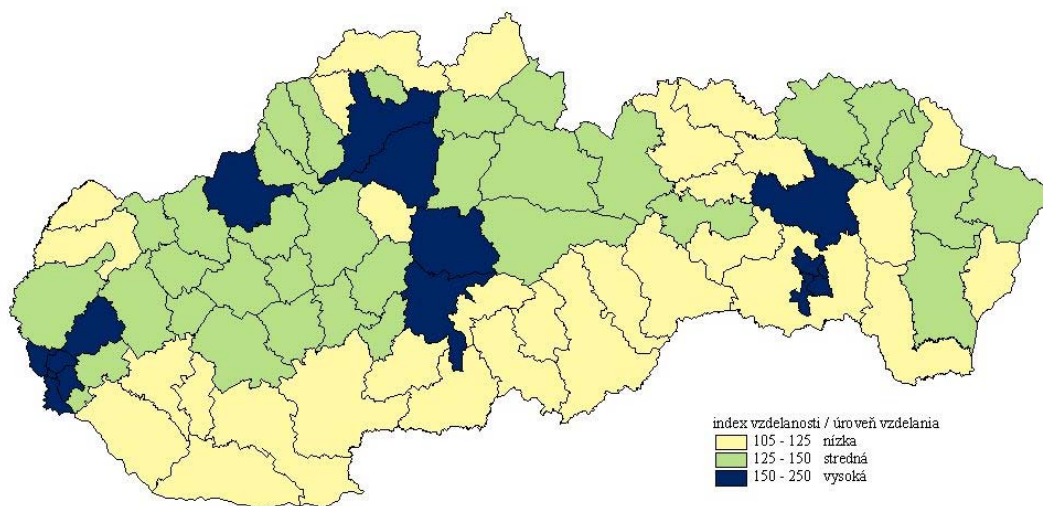 index vzdelanosti / úroveň vzdelania
105 - 125 nízka
125 - 150 stredná
150 - 250 vysoká